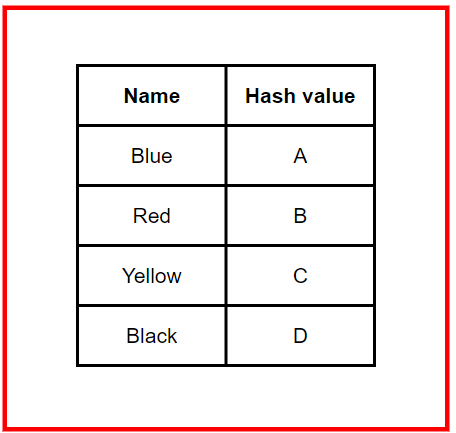 Name Hash value
Blue A
Red B
Yellow C
Black D